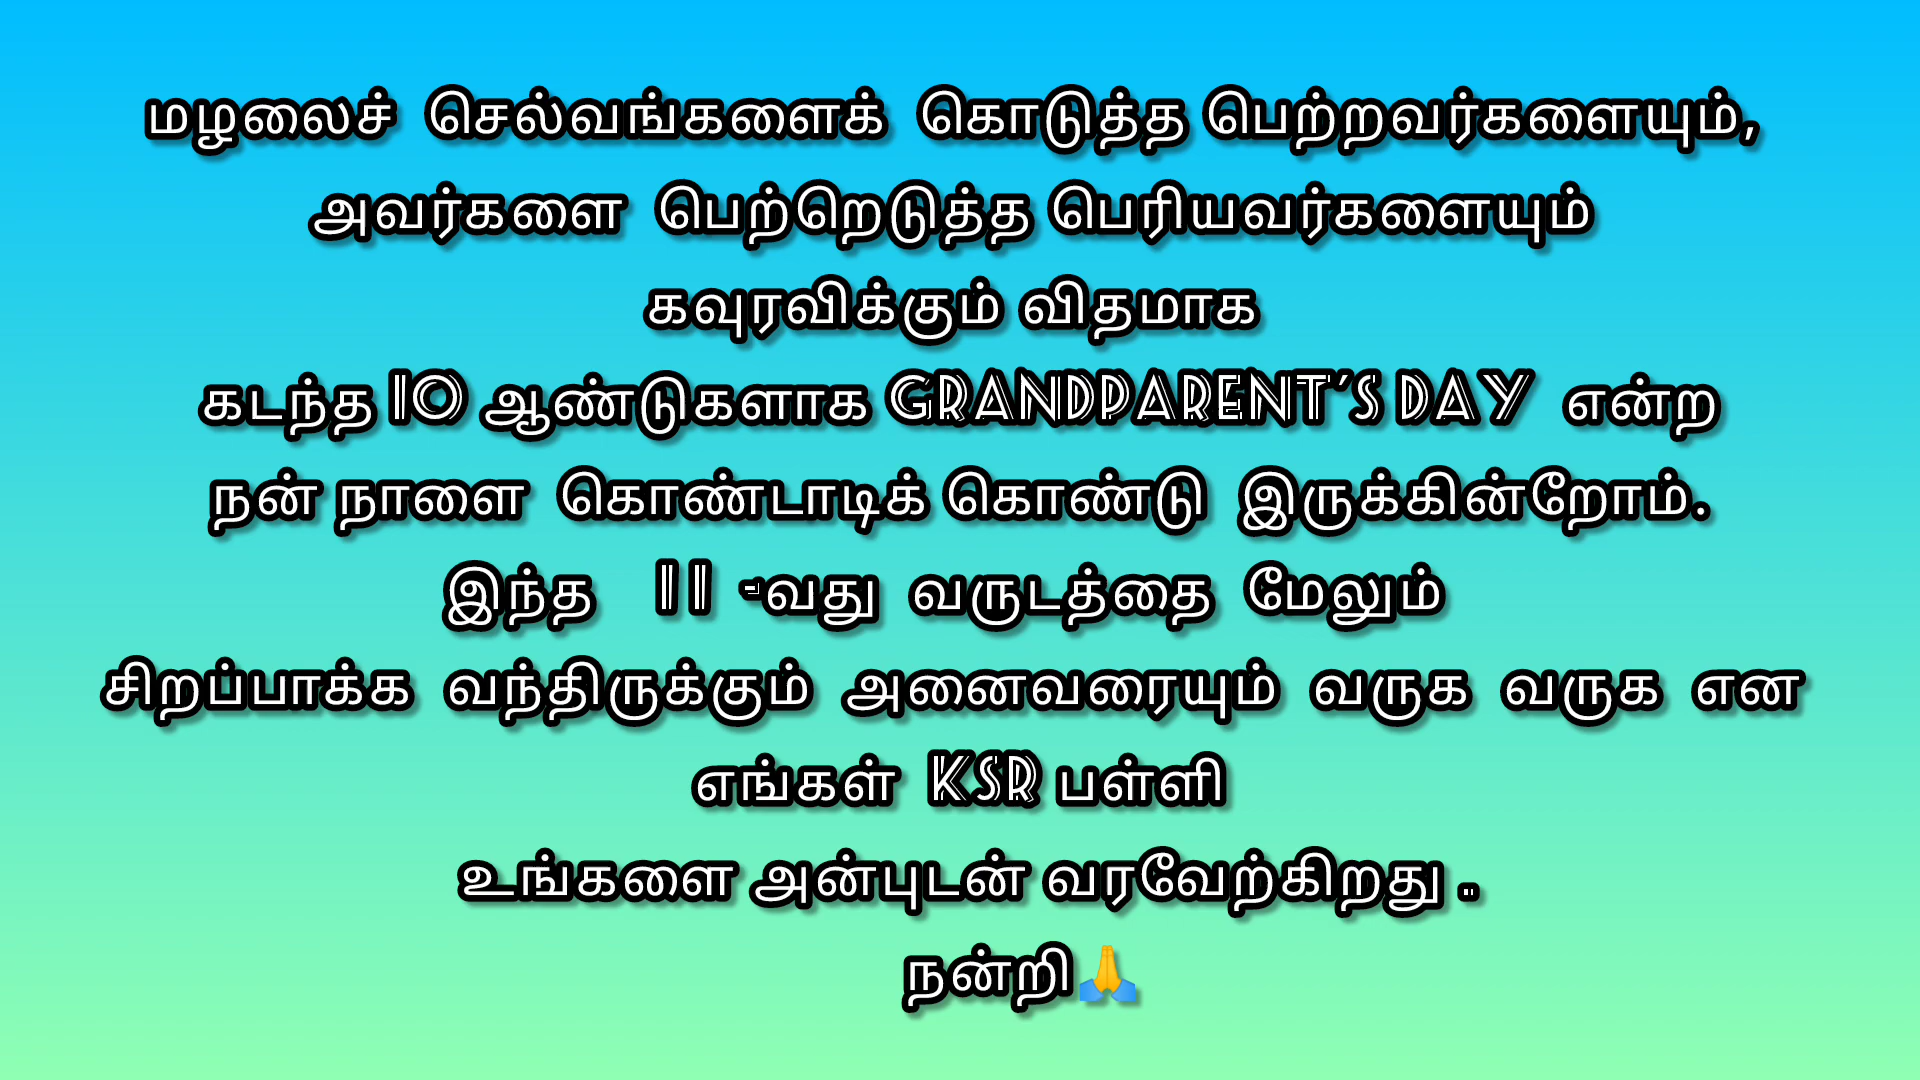 மழலைச் செல்வங்களைக் கொடுத்த பெற்றவர்களையும்,
அவர்களை பெற்றெடுத்த பெரியவர்களையும்
கவுரவிக்கும் விதமாக
கடந்த 10 ஆண்டுகளாக GRANDPARENT'S DAY என்ற
நன் நாளை கொண்டாடிக் கொண்டு இருக்கின்றோம்.
இந்த 11 -வது வருடத்தை மேலும்
சிறப்பாக்க வந்திருக்கும் அனைவரையும் வருக வருக என
எங்கள் KSR பள்ளி
உங்களை அன்புடன் வரவேற்கிறது ..
நன்றி🙏